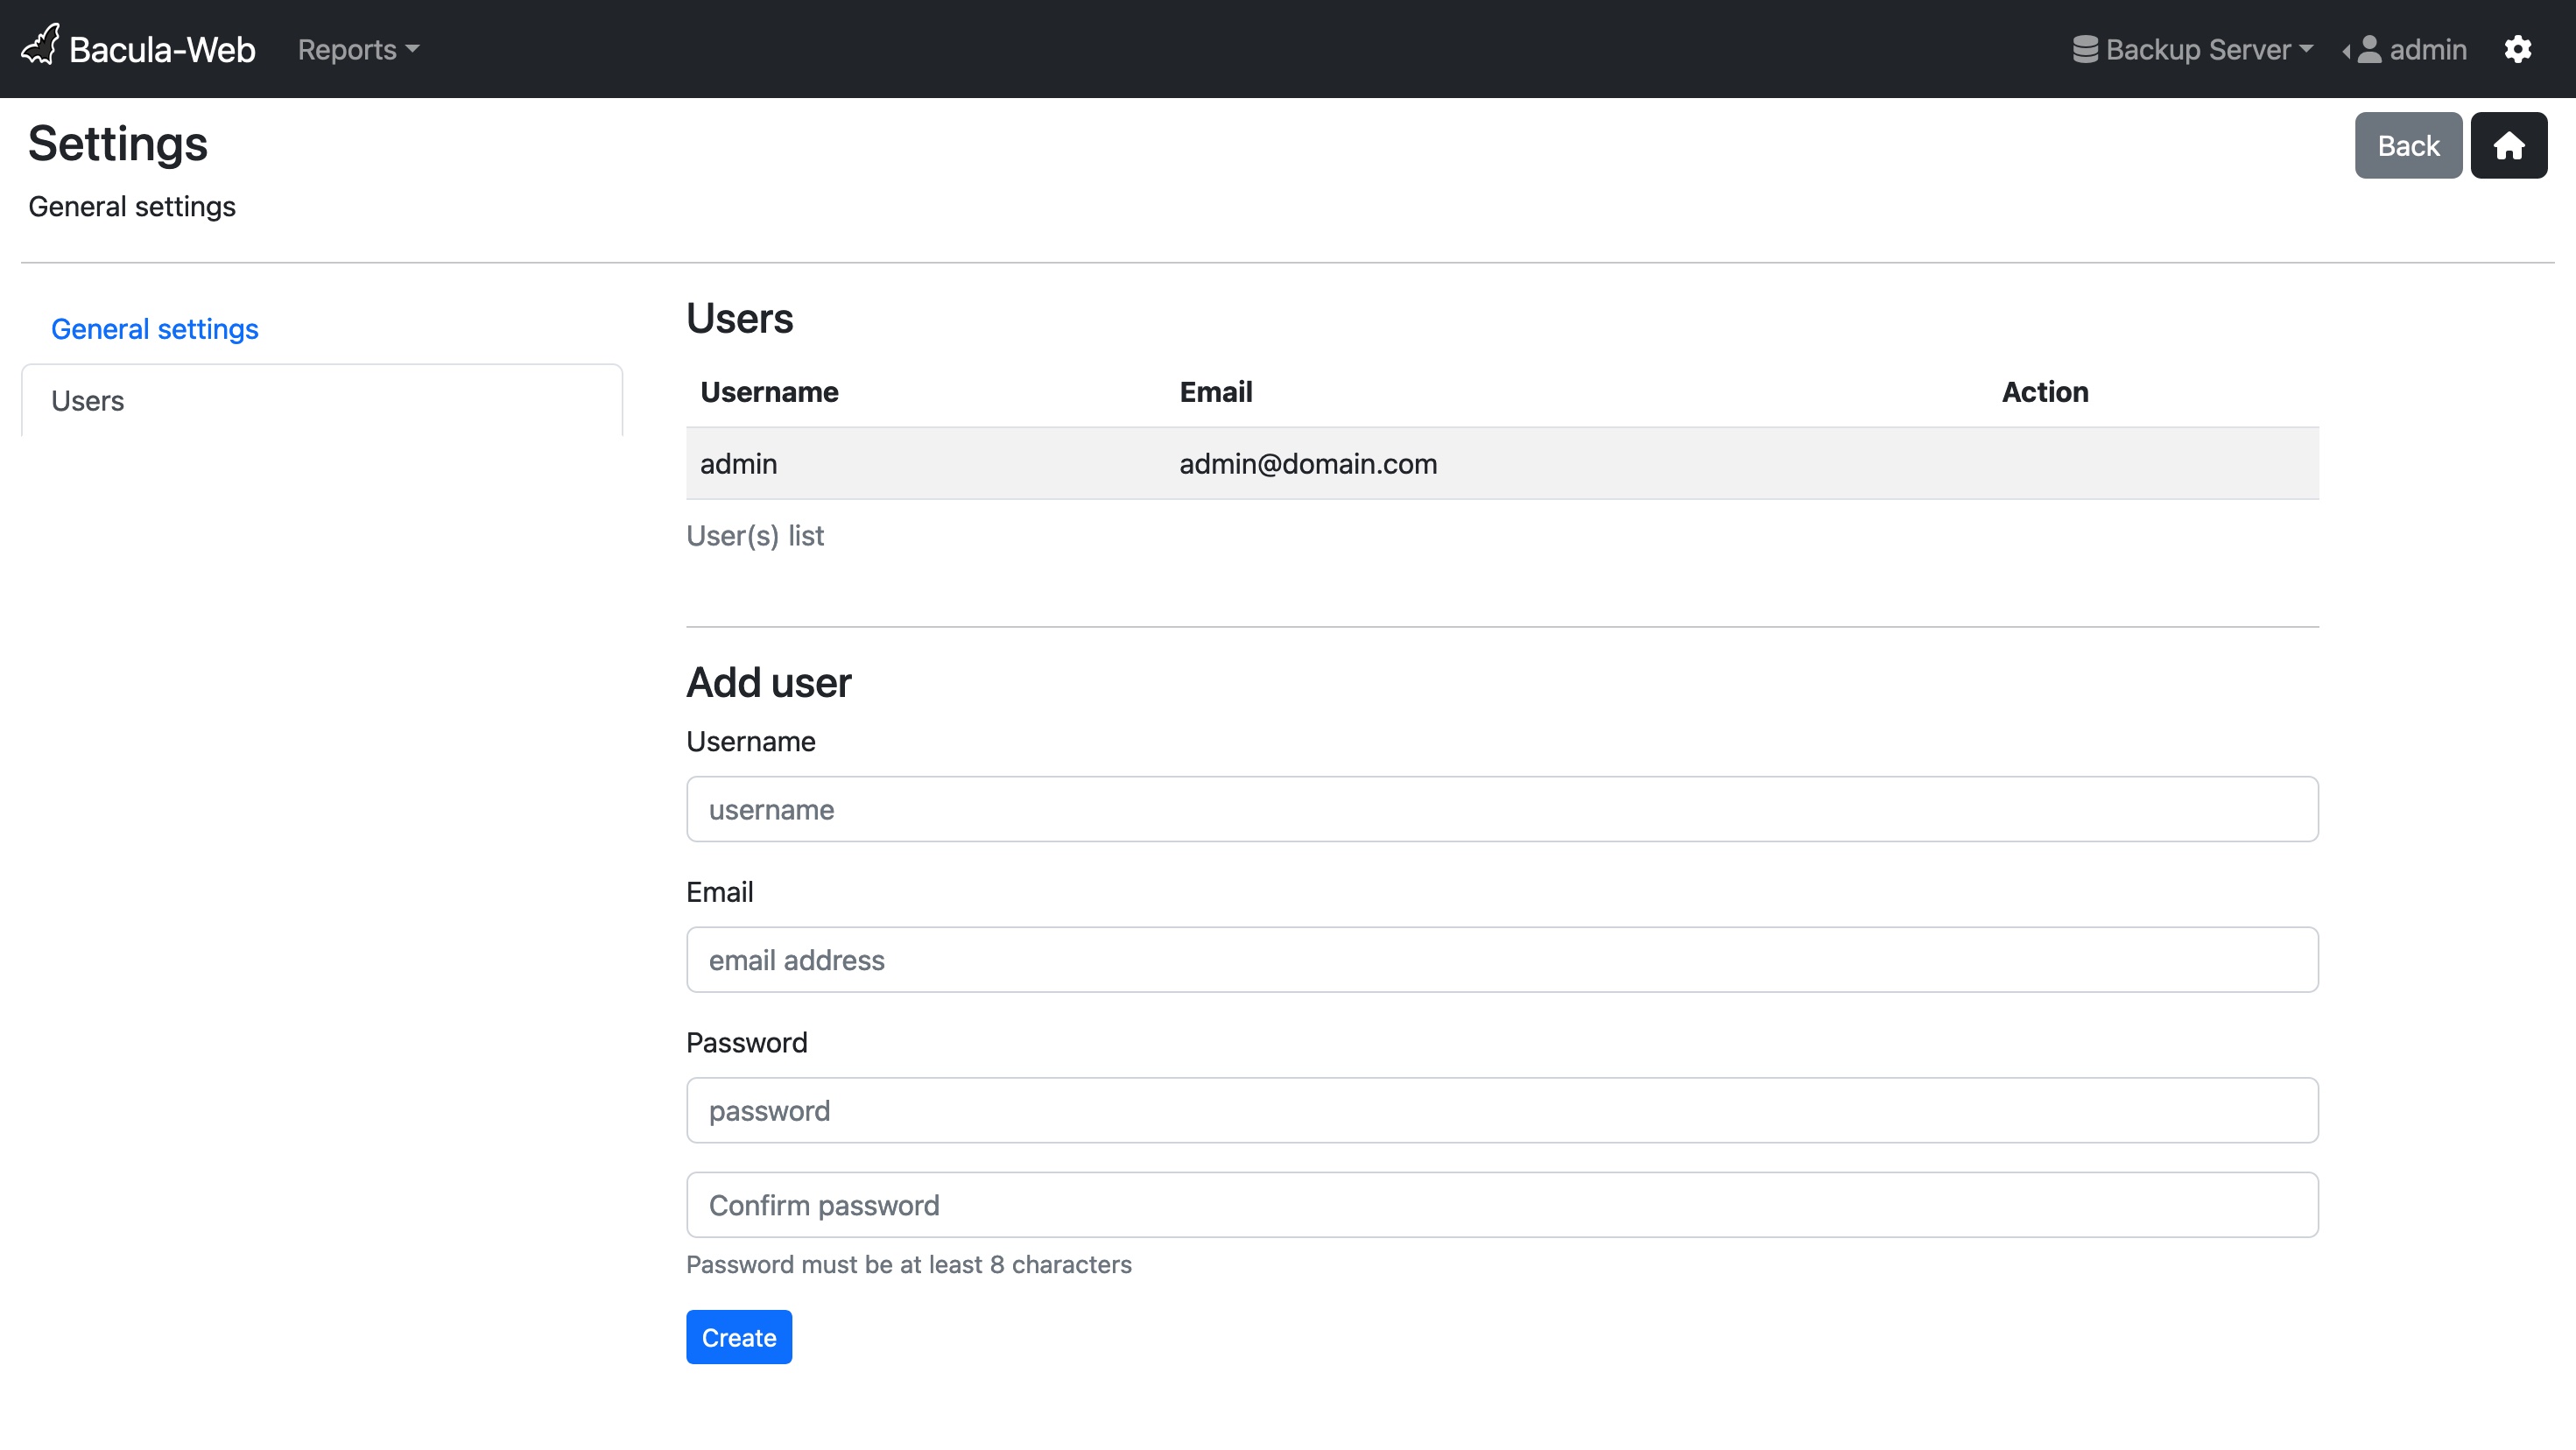 Bacula-Web Reports Backup Server admin
Settings
Back
General settings
General settings
Users
Users
Username Email Action
admin admin@domain.com
User(s) list
Add user
Username
username
Email
email address
Password
password
Confirm password
Password must be at least 8 characters
Create